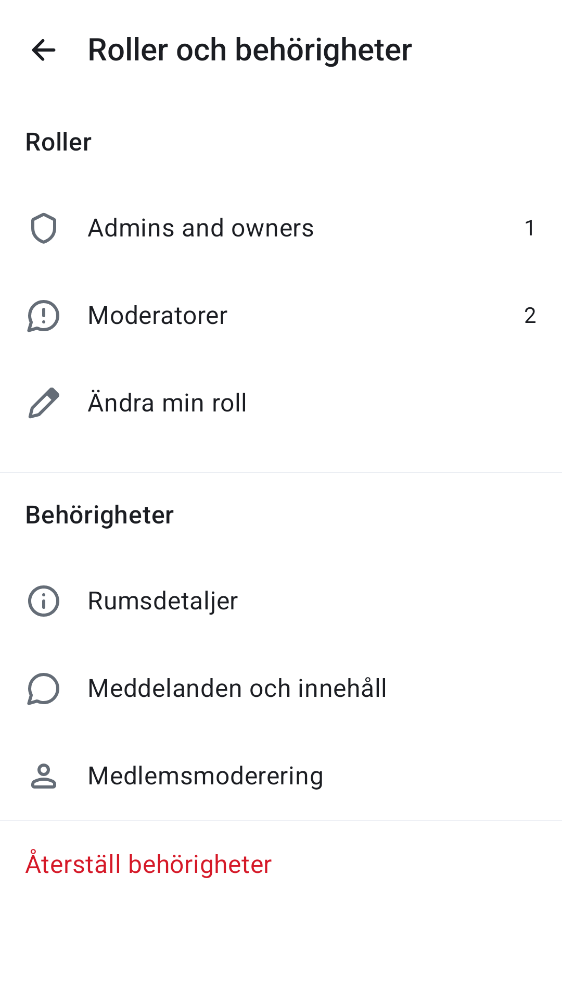 Roller och behörigheter
Roller
Admins and owners 1
Moderatorer 2
Ändra min roll
Behörigheter
Rumsdetaljer
Meddelanden och innehåll
Medlemsmoderering
Återställ behörigheter